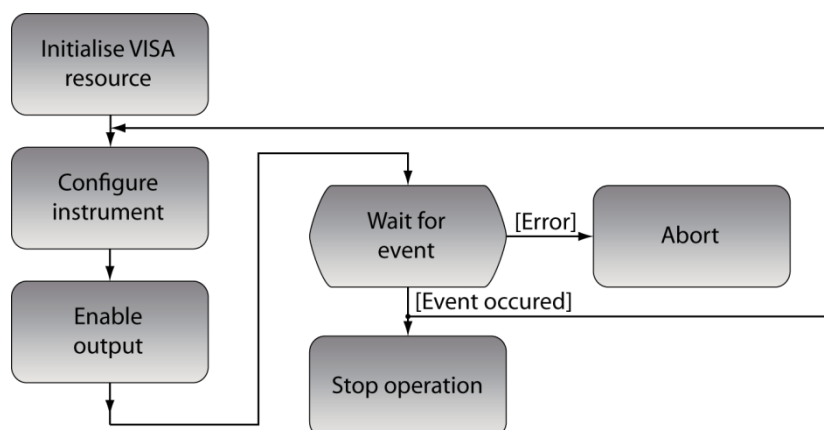 Initialise VISA
resource
Configure
instrument
Enable
output
Wait for
event
[Error]
Abort
[Event occured]
Stop operation